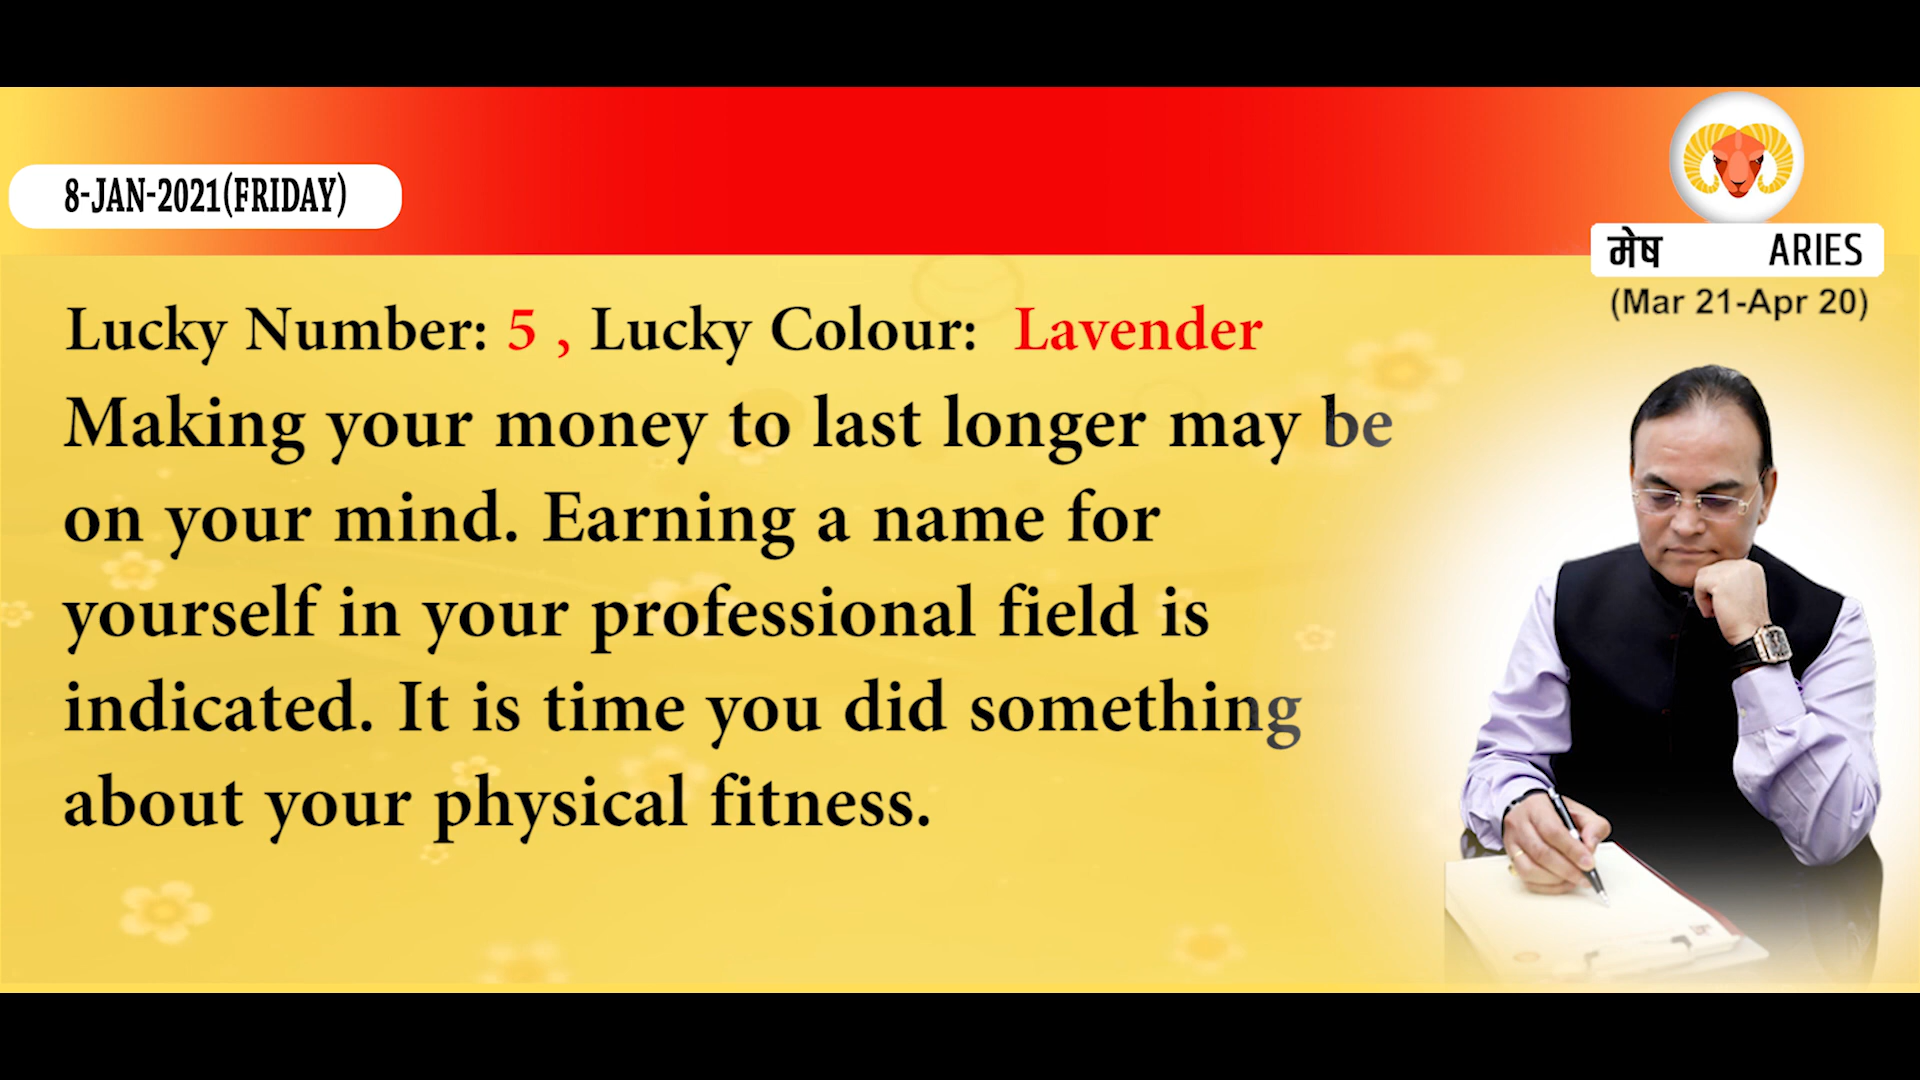 8-JAN-2021(FRIDAY)
मेष ARIES
(Mar 21-Apr 20)
Lucky Number: 5 , Lucky Colour: Lavender
Making your money to last longer may be
on your mind. Earning a name for
yourself in your professional field is
indicated. It is time you did something
about your physical fitness.